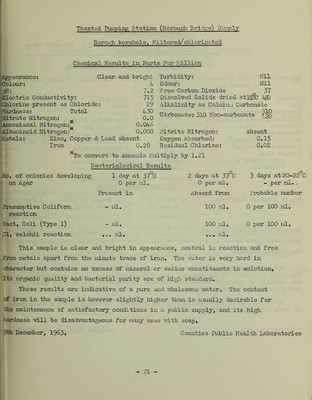 Thaxted Pumping Station (Borough Bridge) Supply
Boroch borehole, Filtered/chlorinated
Chemical Results in Parts Per Million
Appearance: Clear and bright Turbidity: Nil
Colour: 4 Odour: Nil
pH: 7.2 Free Carbon Dioxide 37
Electric Conductivity: 715 Dissolved Solids dried at
Chlorine present as Chloride: 29 Alkalinity as Calcium Carbonate
Hardness: Total 430 310
Nitrate Nitrogen: 0.0 Carbonate: 310 Non-carbonate 120
Ammoniacal Nitrogen: * 0.046
Albuminoid Nitrogen: * 0.000 Nitrite Nitrogen: absent
Metals: Zinc, Copper & Lead absent Oxygen Absorbed: 0.15
Iron 0.28 Residual Chlorine: 0.02
*To convert to Ammonia Multiply by 1.21
Bacteriological Results
No. of colonies developing 1 day at 37°C 2 days at 37°C 3 days at 20-22°C
on Agar 0 per ml. 0 per ml. - per ml.
Present in Absent from Probable number
Presumptive Coliform - ml. 100 ml. 0 per 100 ml.
reaction
Bact. Coli (Type 1) - ml. 100 ml. 0 per 100 ml.
Cl. welchii reaction ... ml. ... ml.
This sample is clear and bright in appearance, neutral in reaction and free
from metals apart from the minute trace of iron. The water is very hard in
character but contains no excess of mineral or saline constituents in solution.
Its organic quality and bacterial purity are of high standard.
These results are indicative of a pure and wholesome water. The content
of iron in the sample is however slightly higher than is usually desirable for
the maintenance of satisfactory conditions in a public supply, and its high
hardness will be disadvantageous for many uses with soap.
5th December, 1963. Counties Public Health Laboratories
- 21 -